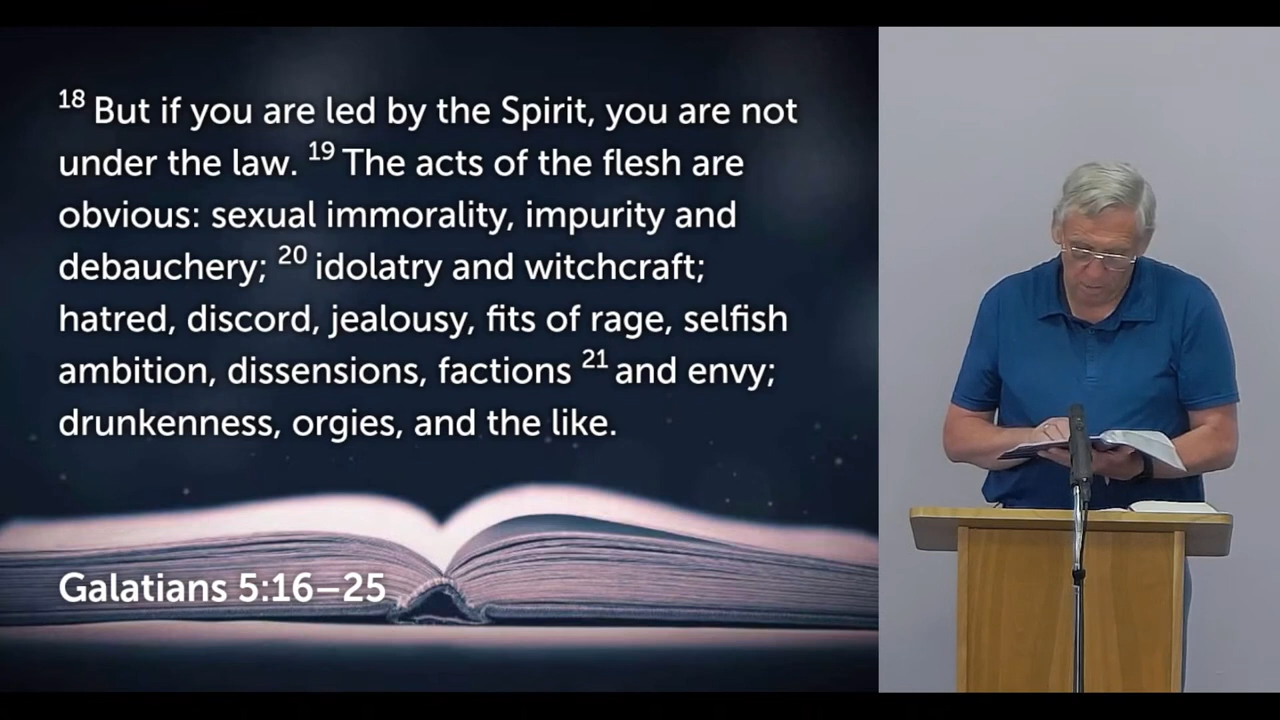 18 But if you are led by the Spirit, you are not
under the law. 19 The acts of the flesh are
obvious: sexual immorality, impurity and
debauchery; 20 idolatry and witchcraft;
hatred, discord, jealousy, fits of rage, selfish
ambition, dissensions, factions 21 and envy;
drunkenness, orgies, and the like.
Galatians 5:16–25